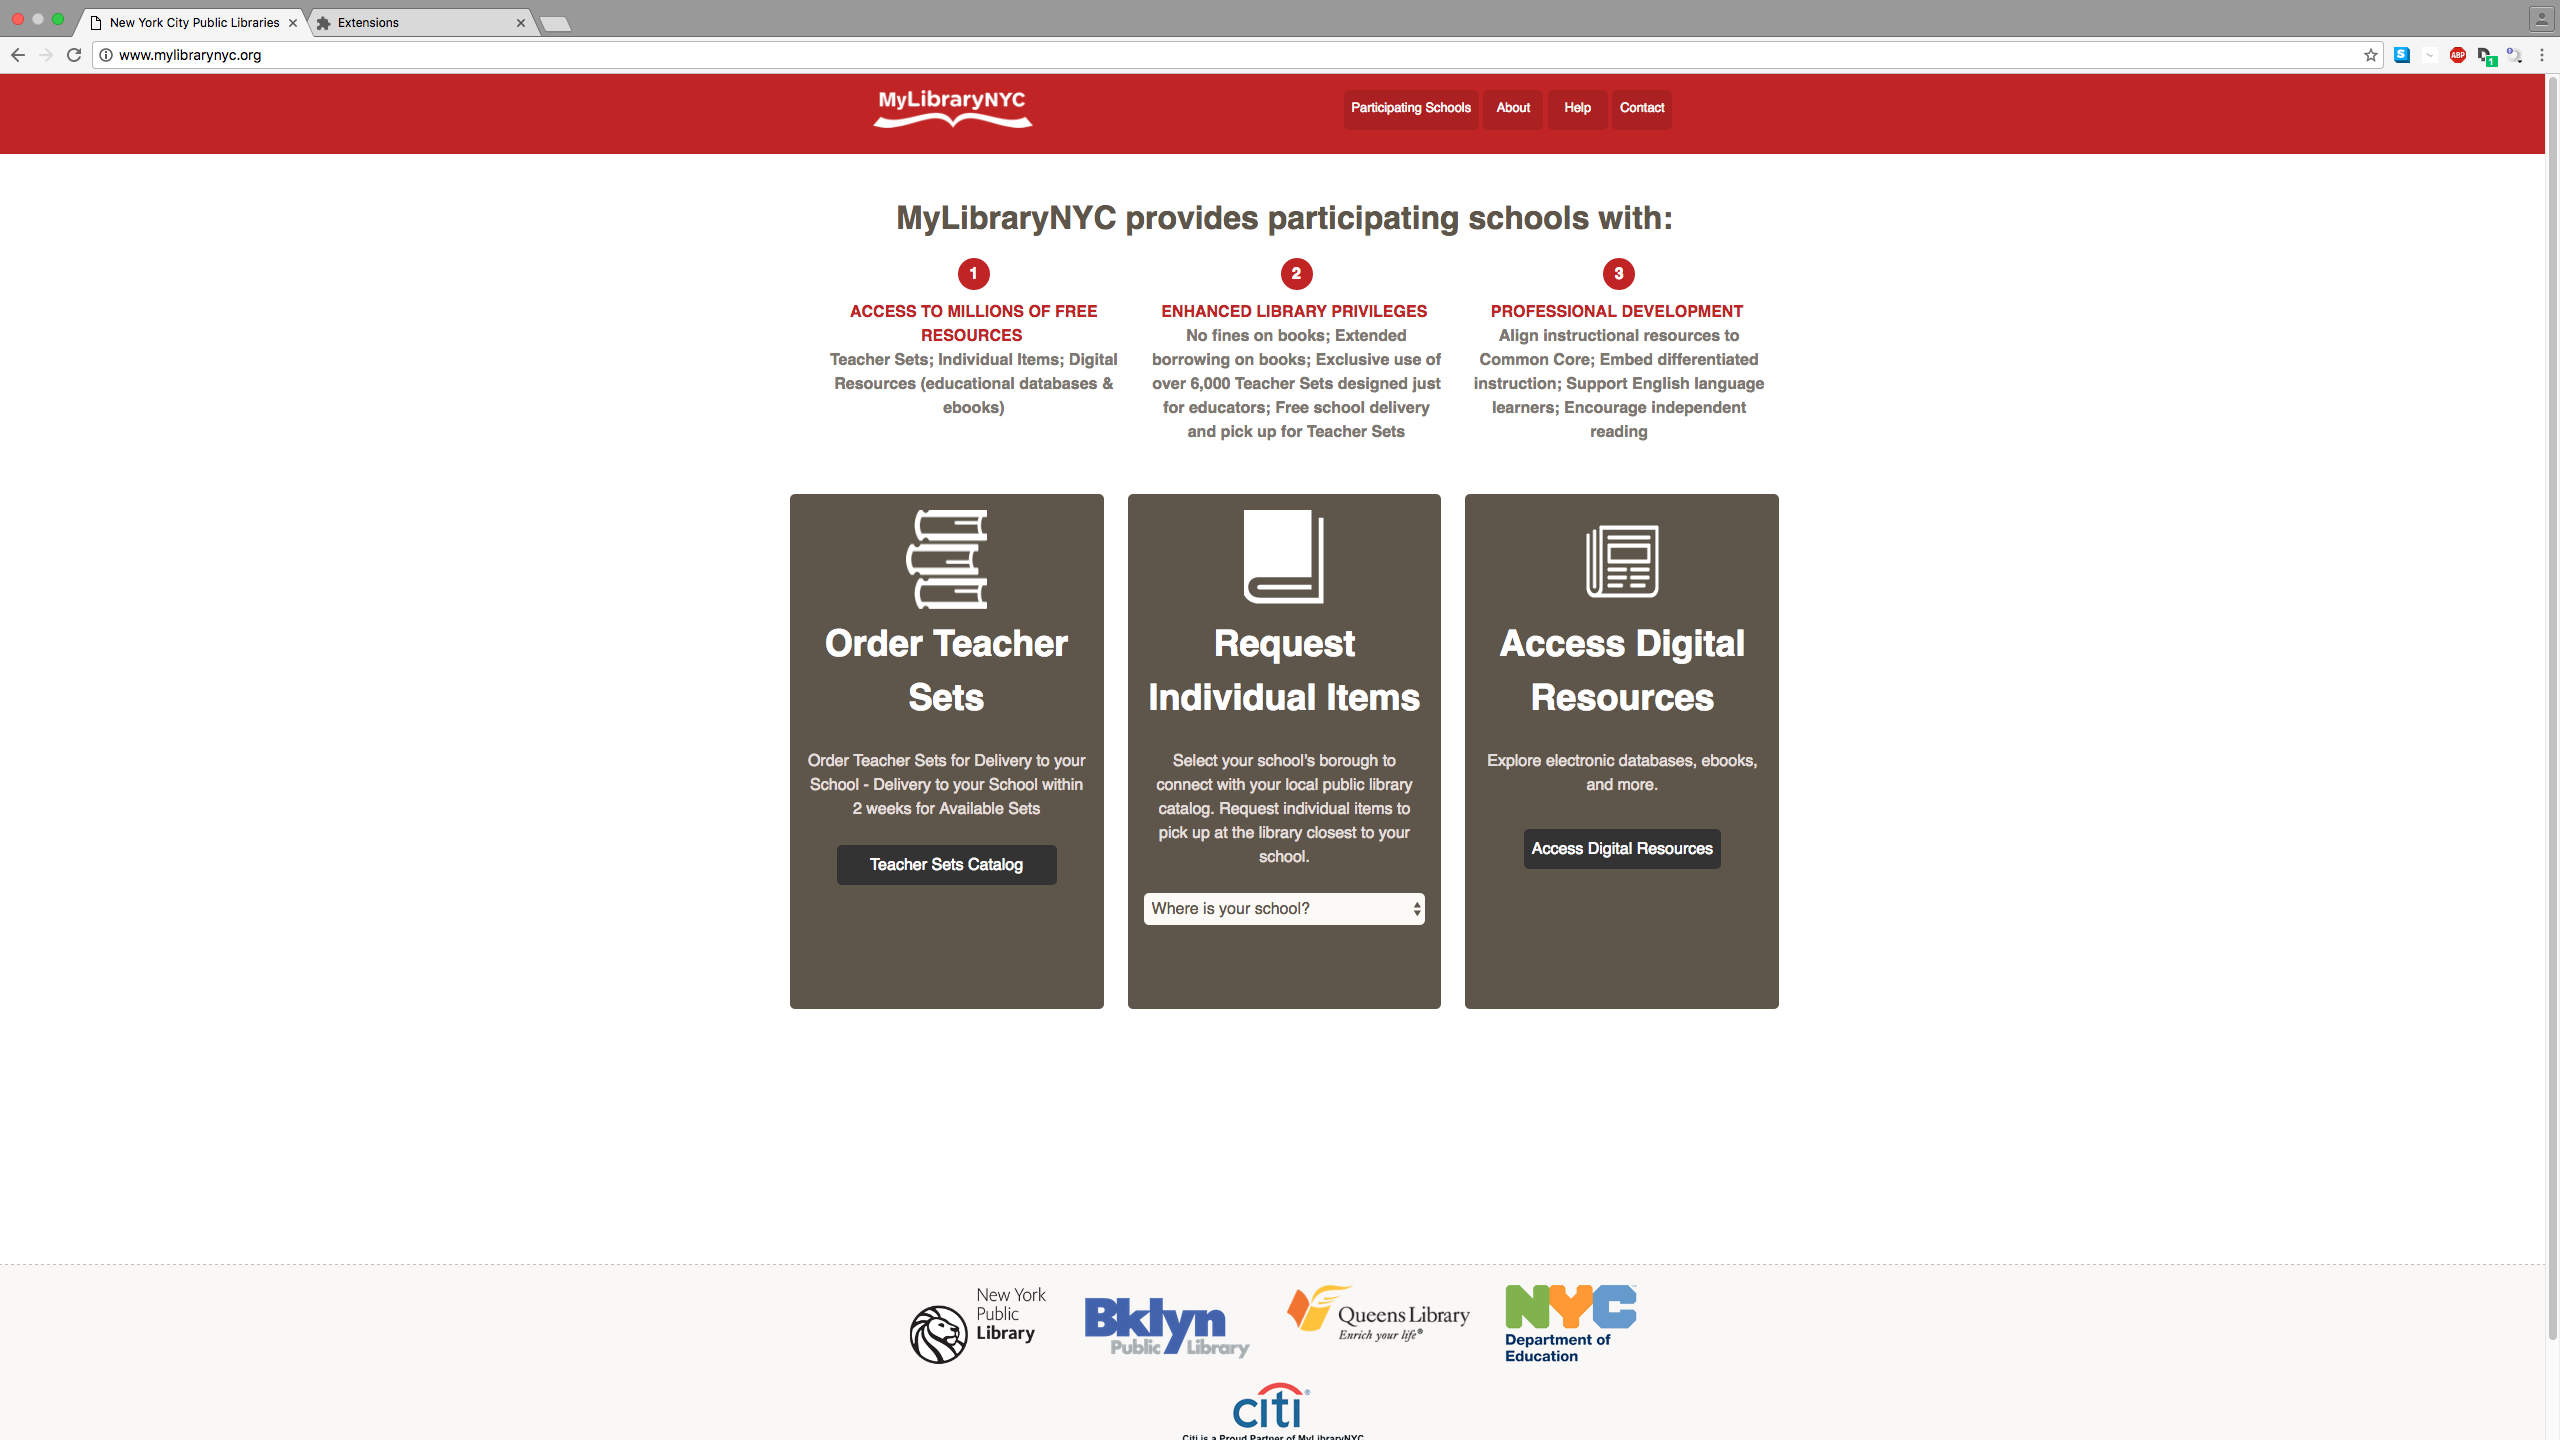 New York City Public Libraries
Extensions
www.mylibrarynyc.org
S
ABP
1
MyLibraryNYC
Participating Schools
About
Help
Contact
MyLibraryNYC provides participating schools with:
1
ACCESS TO MILLIONS OF FREE
RESOURCES
Teacher Sets; Individual Items; Digital
Resources (educational databases &
ebooks)
2
ENHANCED LIBRARY PRIVILEGES
No fines on books; Extended
borrowing on books; Exclusive use of
over 6,000 Teacher Sets designed just
for educators; Free school delivery
and pick up for Teacher Sets
3
PROFESSIONAL DEVELOPMENT
Align instructional resources to
Common Core; Embed differentiated
instruction; Support English language
learners; Encourage independent
reading
Order Teacher
Sets
Order Teacher Sets for Delivery to your
School - Delivery to your School within
2 weeks for Available Sets
Teacher Sets Catalog
Request
Individual Items
Select your school's borough to
connect with your local public library
catalog. Request individual items to
pick up at the library closest to your
school.
Where is your school?
Access Digital
Resources
Explore electronic databases, ebooks,
and more.
Access Digital Resources
New York
Public
Library
Bklyn
Public Library
Queens Library
Enrich your life®
NYC
Department of
Education
citi®
Citi is a Proud Partner of MyLibraryNYC